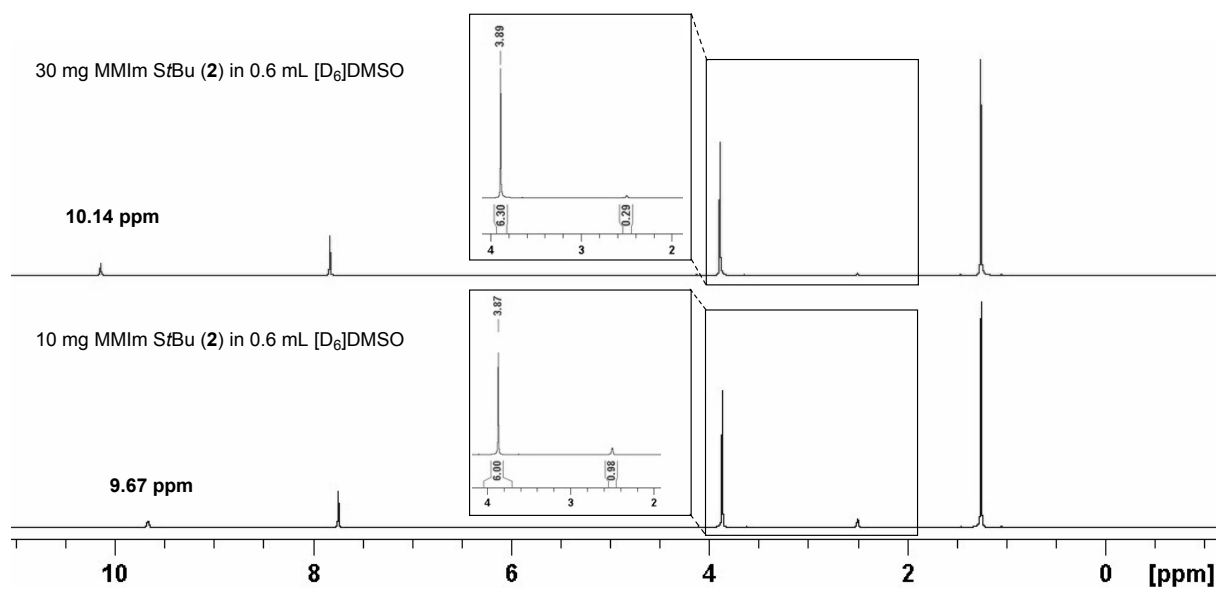 3.89
30 mg MMIm StBu (2) in 0.6 mL [D6]DMSO
10.14 ppm
6.30
0.29
4 3 2
3.87
10 mg MMIm StBu (2) in 0.6 mL [D6]DMSO
9.67 ppm
6.00
0.98
4 3 2
10 8 6 4 2 0 [ppm]